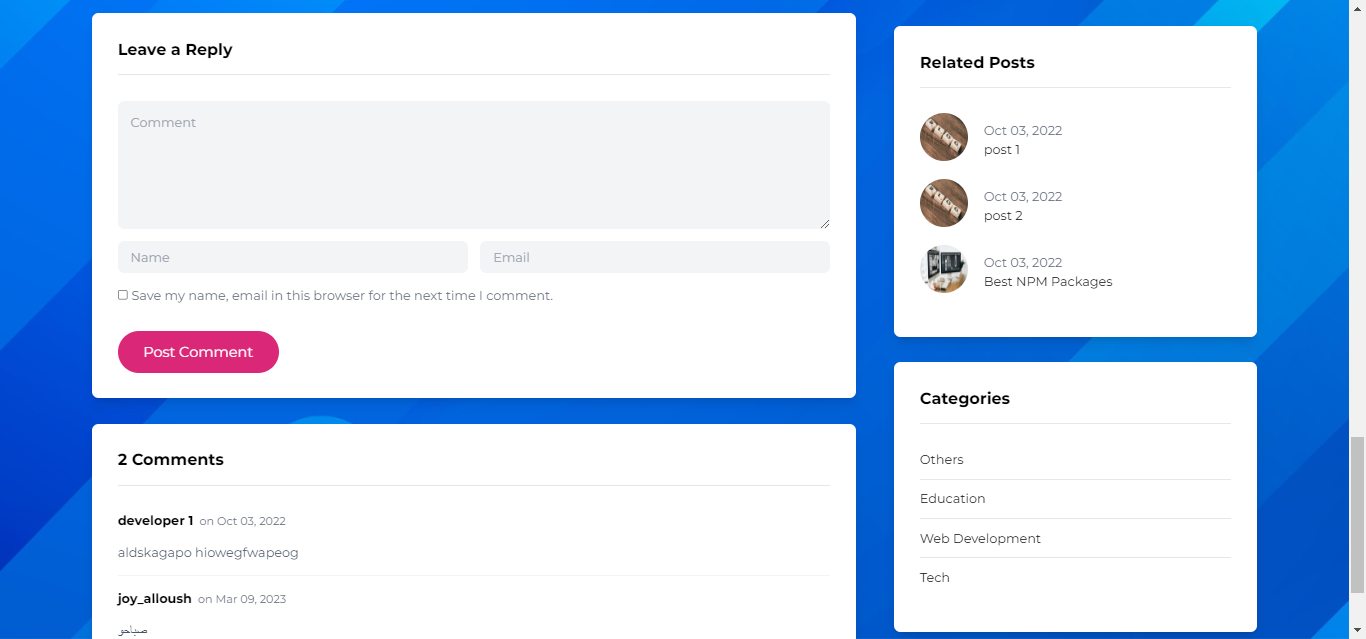 Leave a Reply
Comment
Name
Email
Save my name, email in this browser for the next time I comment.
Post Comment
2 Comments
developer 1 on Oct 03, 2022
aldskagapo hiowegfwapeog
joy_alloush on Mar 09, 2023
صباحو
Related Posts
Oct 03, 2022
post 1
Oct 03, 2022
post 2
Oct 03, 2022
Best NPM Packages
Categories
Others
Education
Web Development
Tech